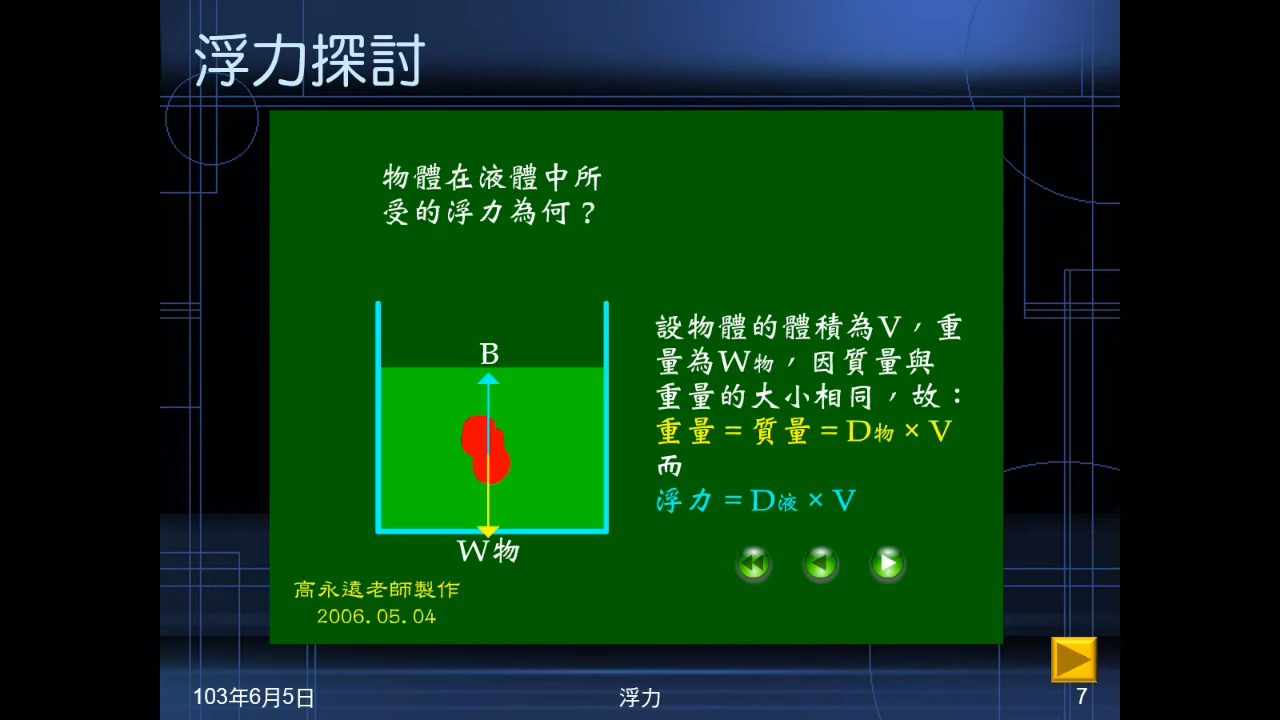 浮力探討
物體在液體中所
受的浮力為何？
B
W物
設物體的體積為V，重
量為W物，因質量與
重量的大小相同，故：
重量＝質量＝D物×V
而
浮力＝D液×V
高永遠老師製作
2006.05.04
103年6月5日
浮力
7